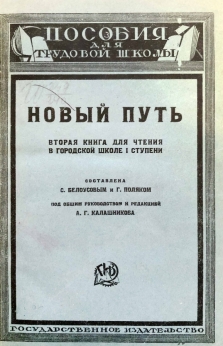 ПОСОБИЯ
ДЛЯ
ТРУДОВОЙ ШКОЛЫ
НОВЫЙ ПУТЬ
ВТОРАЯ КНИГА ДЛЯ ЧТЕНИЯ
В ГОРОДСКОЙ ШКОЛЕ I СТУПЕНИ
СОСТАВЛЕНА
С. БЕЛОУСОВЫМ и Г. ПОЛЯКОМ
ПОД ОБЩИМ РУКОВОДСТВОМ И РЕДАКЦИЕЙ
А. Г. КАЛАШНИКОВА
ГОСУДАРСТВЕННОЕ ИЗДАТЕЛЬСТВО